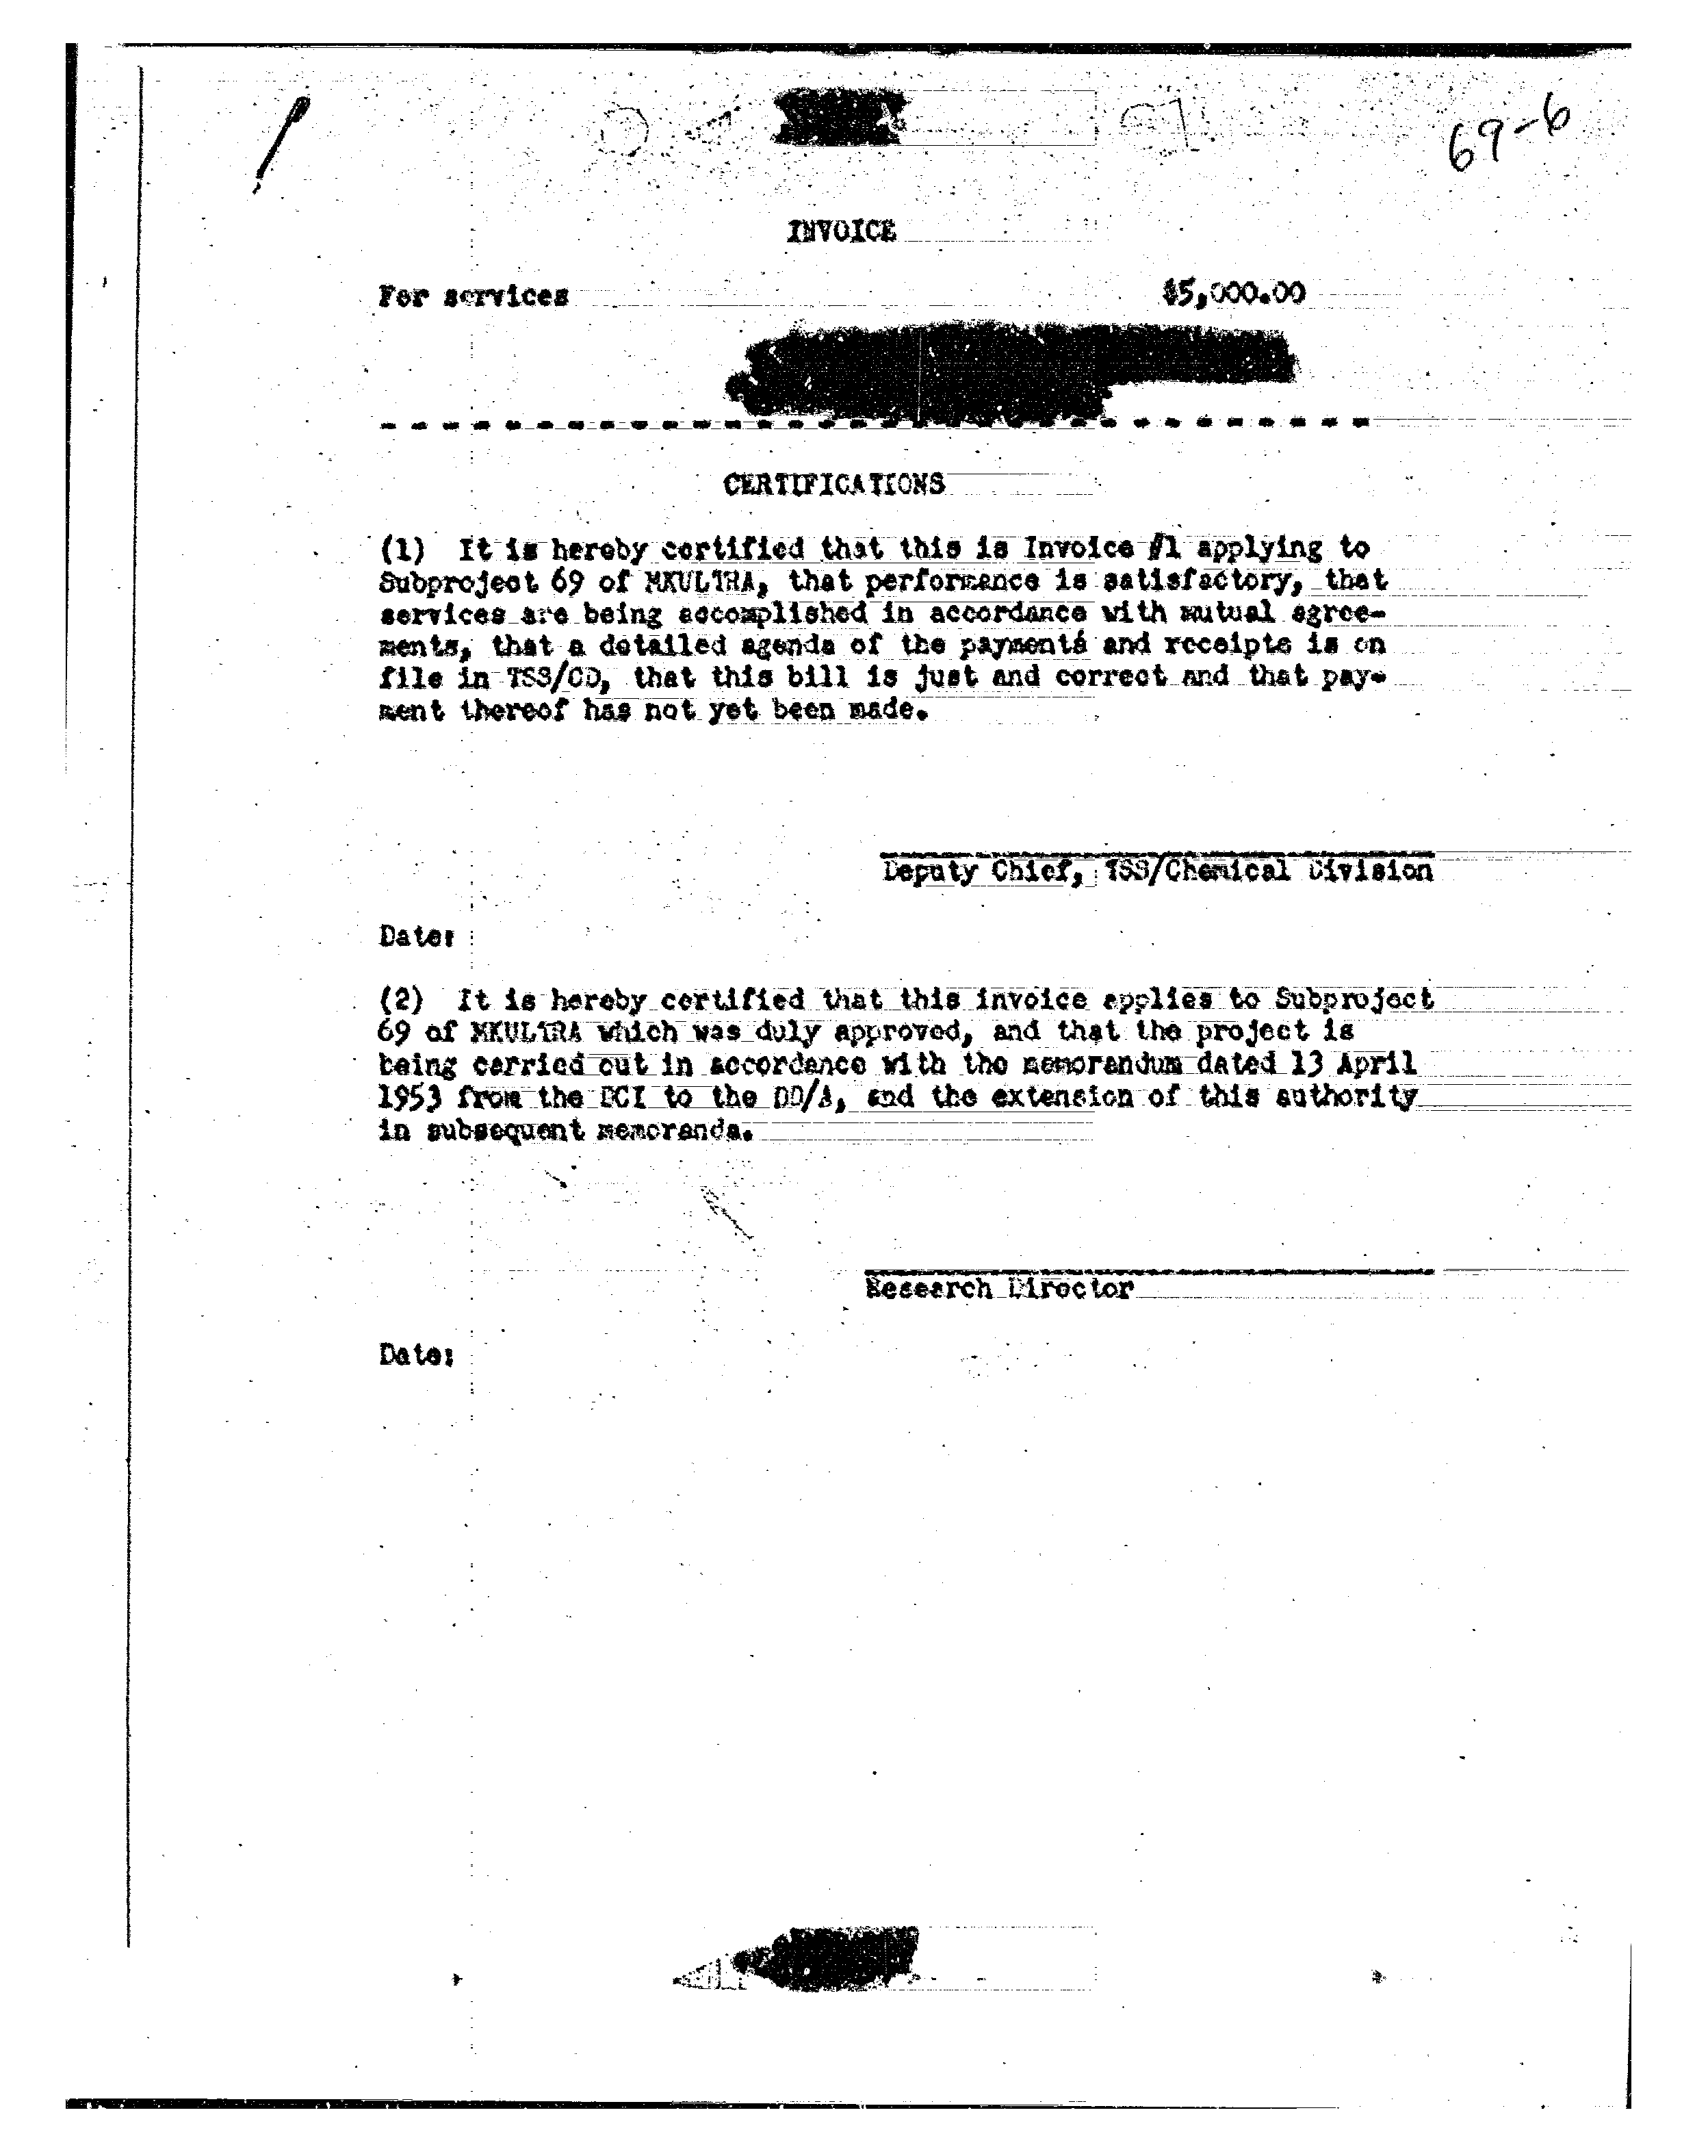 69-6
INVOICE
For services $5,000.00
CERTIFICATIONS
(1) It is hereby certified that this is Invoice #1 applying to
Subproject 69 of MKULTRA, that performance is satisfactory, that
services are being accomplished in accordance with mutual agree-
ments, that a detailed agenda of the payments and receipts is on
file in TSS/CD, that this bill is just and correct and that pay-
ment thereof has not yet been made.
Deputy Chief, TSS/Chemical Division
Date:
(2) It is hereby certified that this invoice applies to Subproject
69 of MKULTRA which was duly approved, and that the project is
being carried out in accordance with the memorandum dated 13 April
1953 from the DCI to the DD/A, and the extension of this authority
in subsequent memoranda.
Research Director
Date: